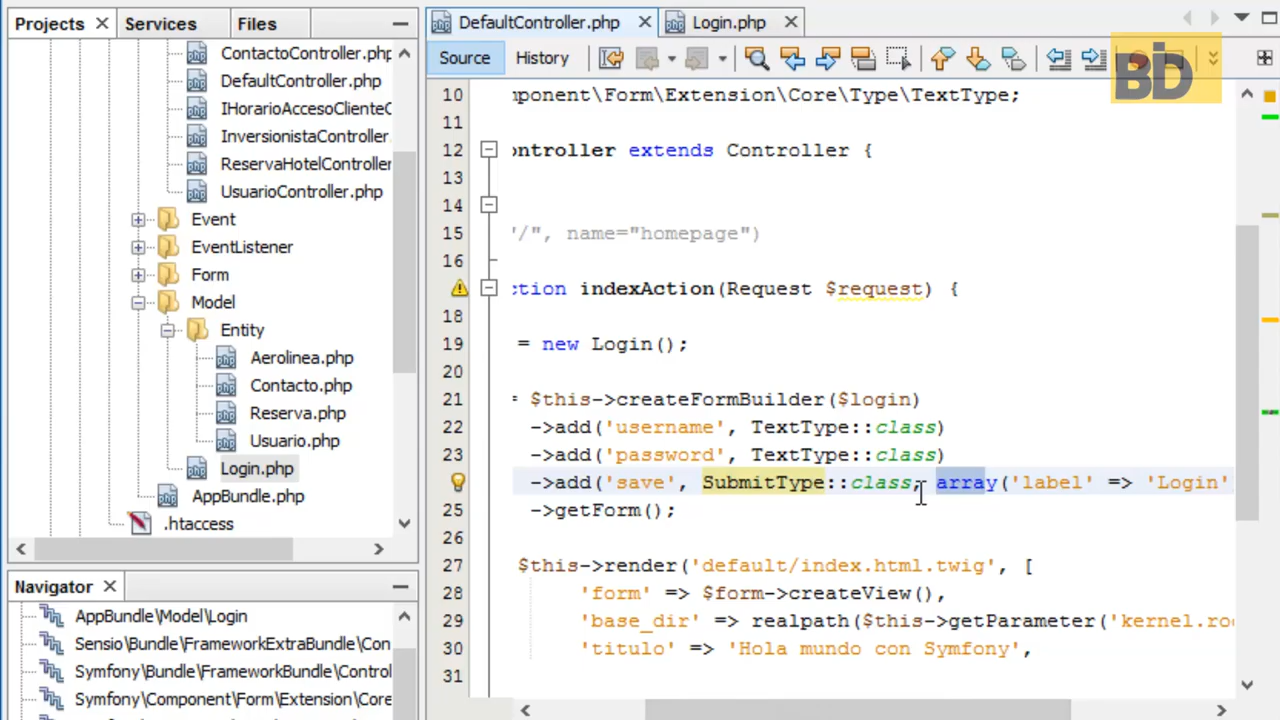 Projects
Services
Files
ContactoController.php
DefaultController.php
IHorarioAccesoClienteC
InversionistaController
ReservaHotelController
UsuarioController.php
Event
EventListener
Form
Model
Entity
Aerolinea.php
Contacto.php
Reserva.php
Usuario.php
Login.php
AppBundle.php
.htaccess
Navigator
AppBundle\Model\Login
Sensio\Bundle\FrameworkExtraBundle\Con
Symfony\Bundle\FrameworkBundle\Control
Symfony\Component\Form\Extension\Core
DefaultController.php
Login.php
Source
History
BD
10 mponent\Form\Extension\Core\Type\TextType;
11
12 ontroller extends Controller {
13
14
15 "/", name="homepage")
16
ction indexAction(Request $request) {
18
19 = new Login();
20
21 = $this->createFormBuilder($login)
22 ->add('username', TextType::class)
23 ->add('password', TextType::class)
->add('save', SubmitType::class, array('label' => 'Login'
25 ->getForm();
26
27 $this->render('default/index.html.twig', [
28 'form' => $form->createView(),
29 'base_dir' => realpath($this->getParameter('kernel.ro
30 'titulo' => 'Hola mundo con Symfony',
31